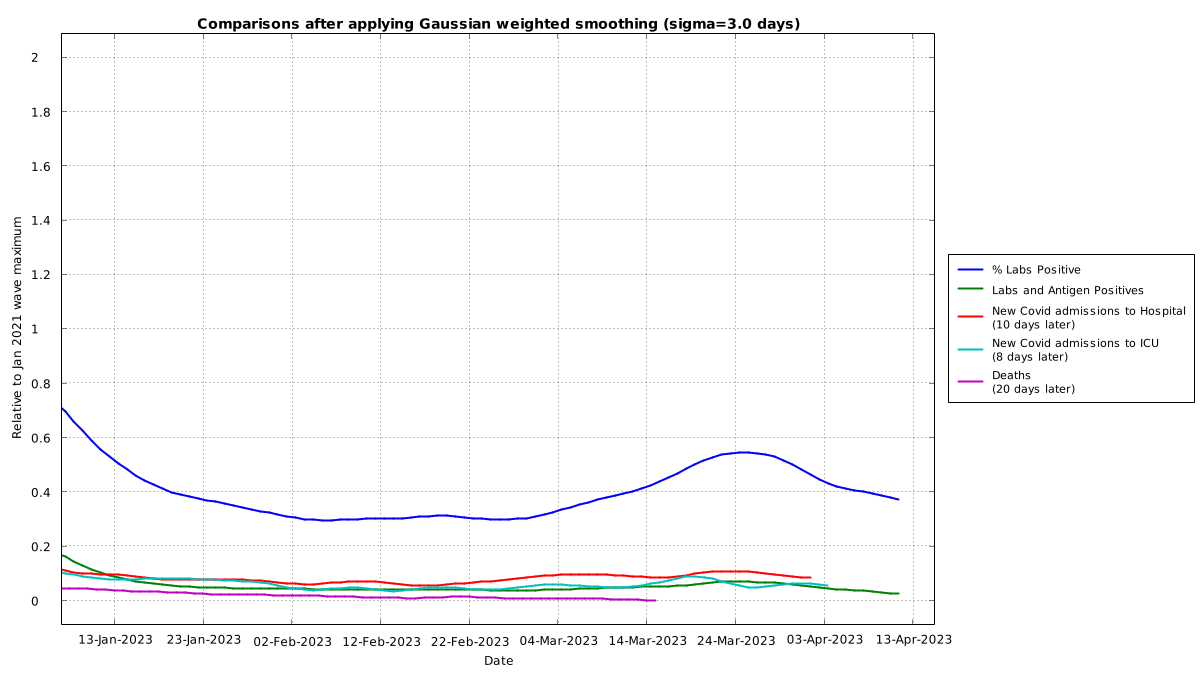 Comparisons after applying Gaussian weighted smoothing (sigma=3.0 days)
2
1.8
1.6
1.4
1.2
1
0.8
0.6
0.4
0.2
0
Relative to Jan 2021 wave maximum
13-Jan-2023 23-Jan-2023 02-Feb-2023 12-Feb-2023 22-Feb-2023 04-Mar-2023 14-Mar-2023 24-Mar-2023 03-Apr-2023 13-Apr-2023
Date
% Labs Positive
Labs and Antigen Positives
New Covid admissions to Hospital
(10 days later)
New Covid admissions to ICU
(8 days later)
Deaths
(20 days later)